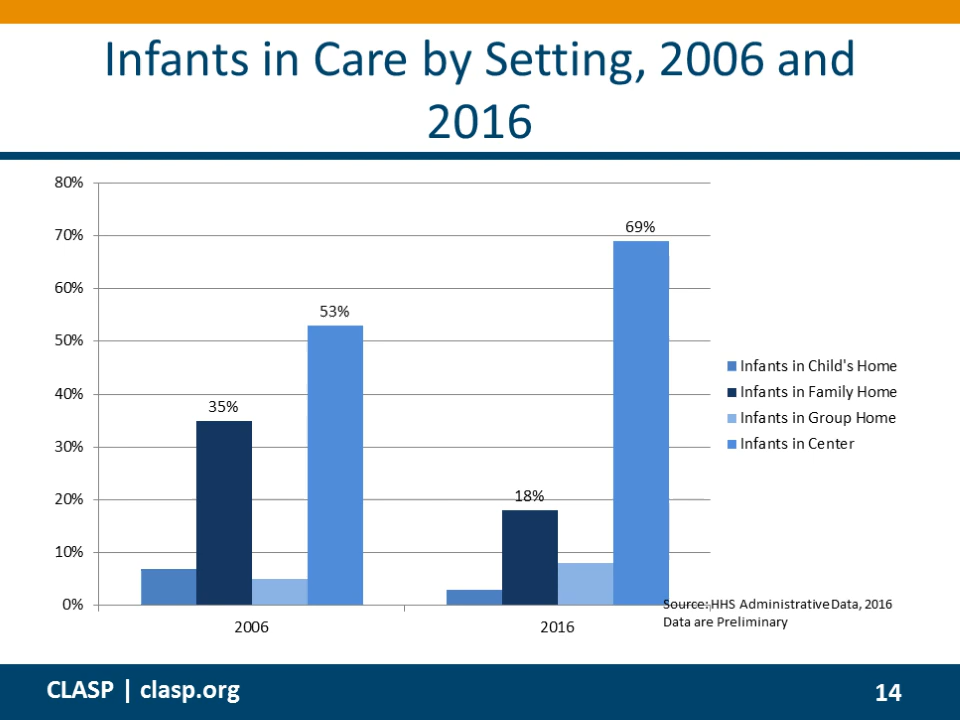 Infants in Care by Setting, 2006 and
2016
80%
70%
60%
50%
40%
30%
20%
10%
0%
35%
53%
18%
69%
2006
2016
Infants in Child's Home
Infants in Family Home
Infants in Group Home
Infants in Center
Source: HHS Administrative Data, 2016
Data are Preliminary
CLASP | clasp.org
14